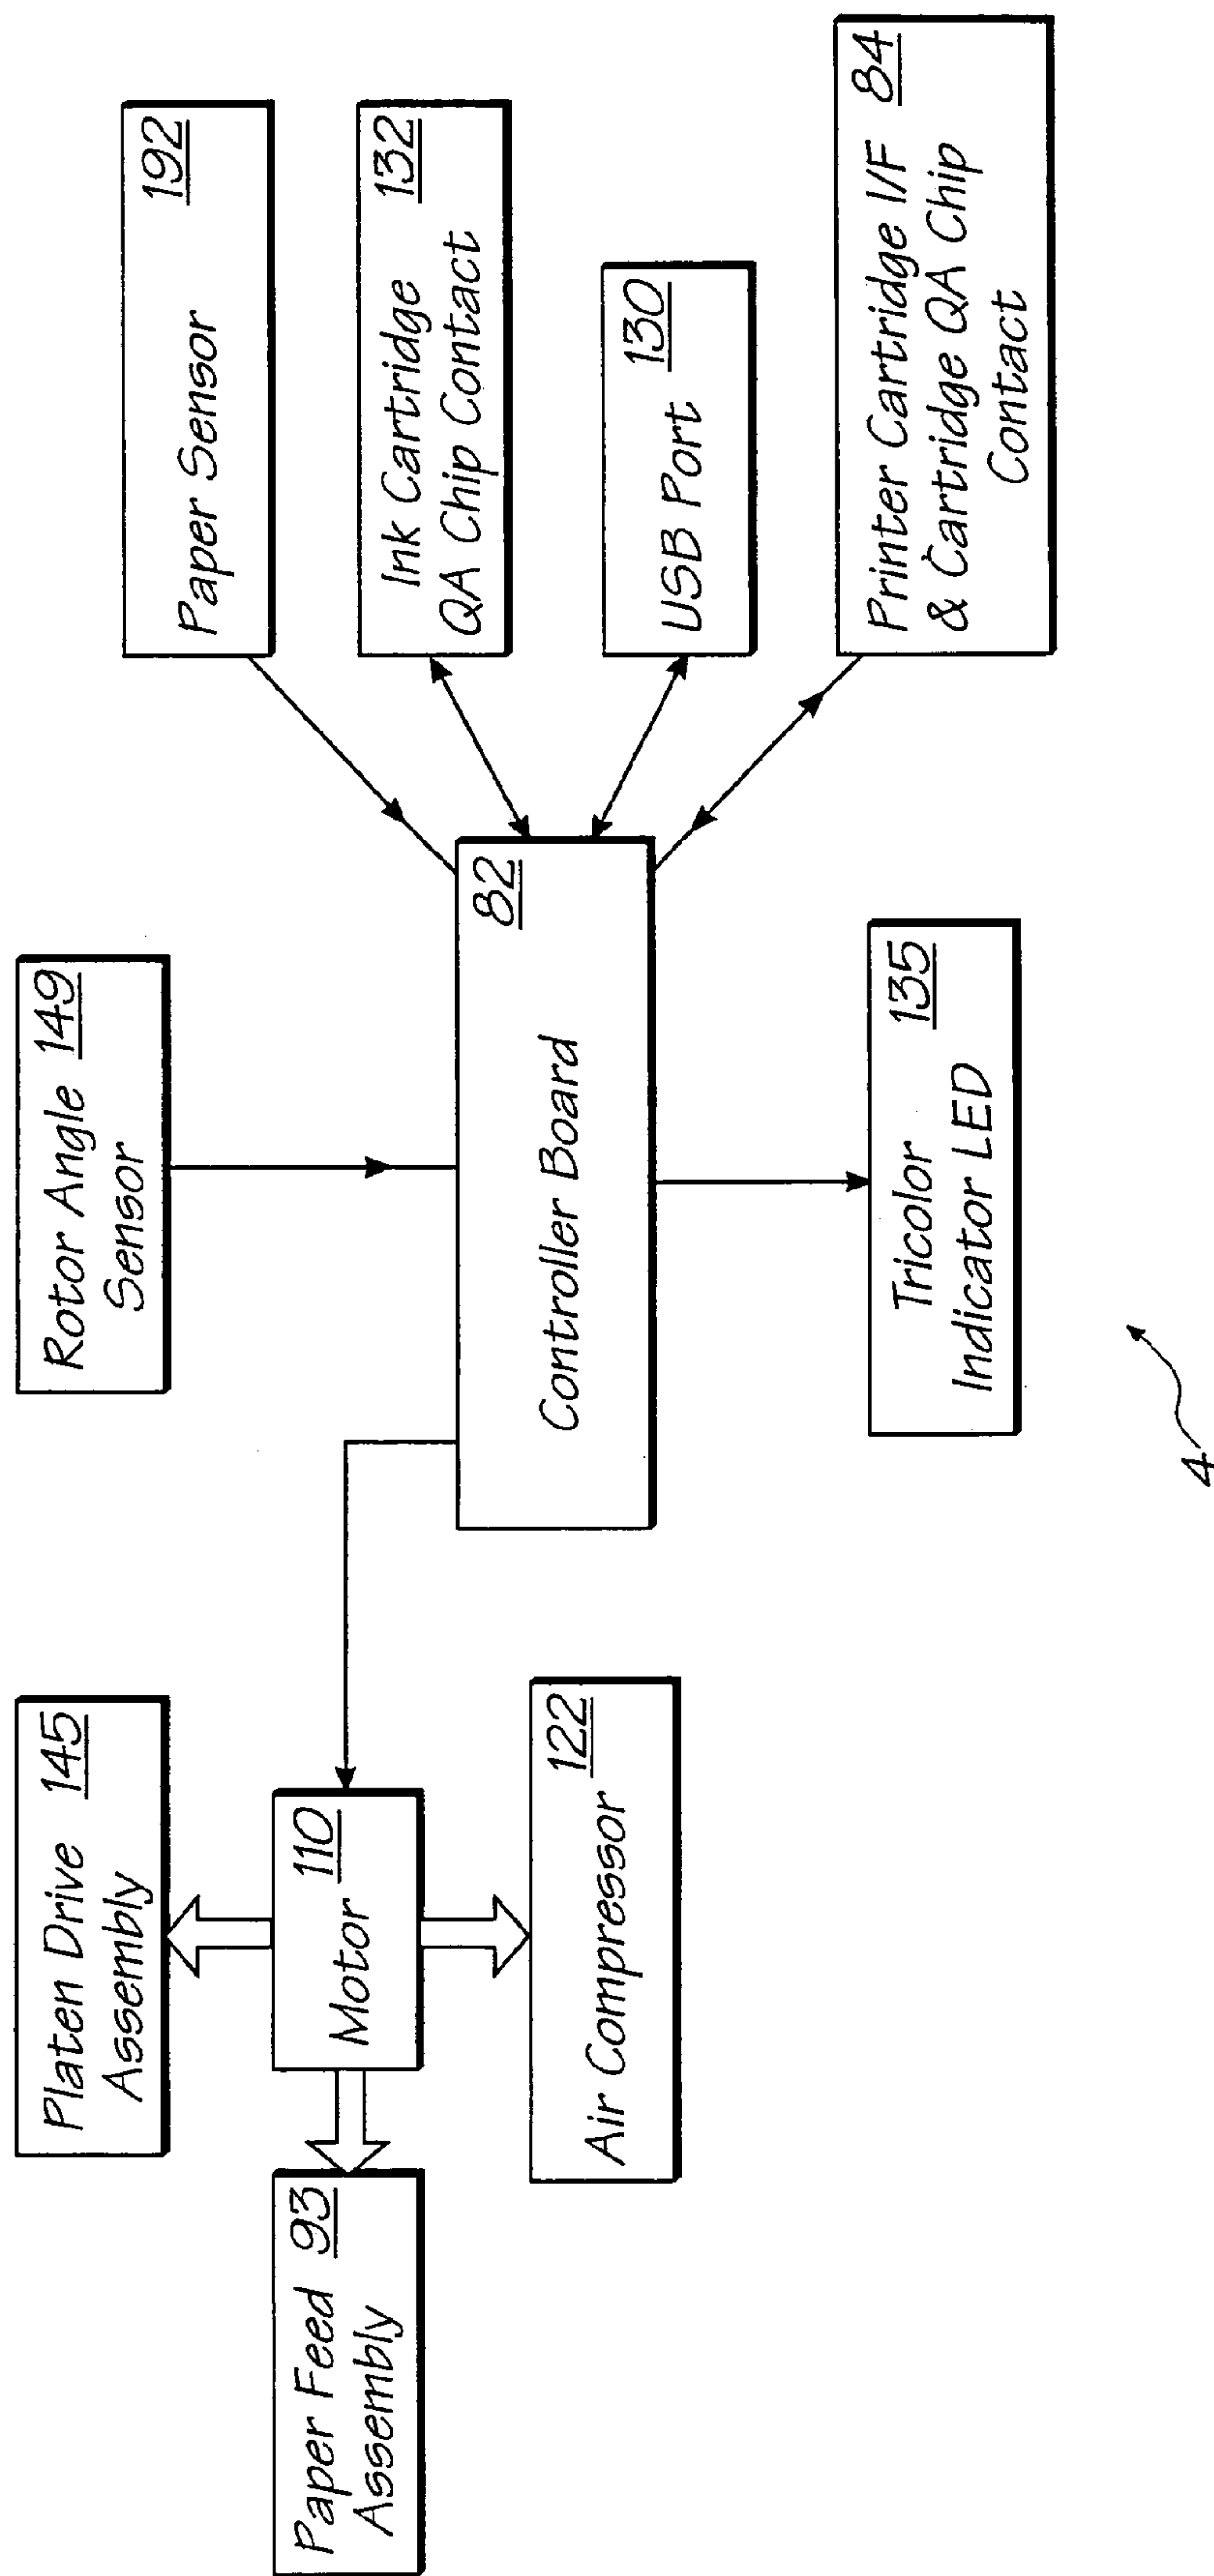 Platen Drive 145
Assembly
Rotor Angle 149
Sensor
Paper Sensor
192
Paper Feed 93
Assembly
110
Motor
82
Controller Board
Ink Cartridge 132
QA Chip Contact
122
Air Compressor
USB Port 130
Tricolor 135
Indicator LED
Printer Cartridge I/F 84
& Cartridge QA Chip
Contact
4